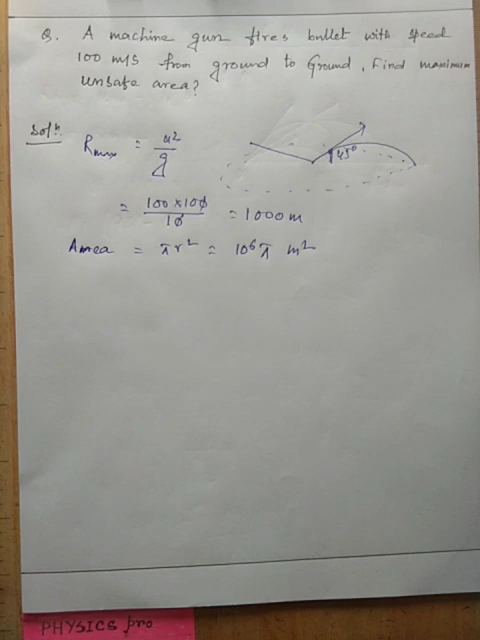 Q. A machine gun fires bullet with speed
100 m/s from ground to Ground, Find maximum
unsafe area?
Solⁿ.
Rmax = u²/g
45°
= 100×100/10 = 1000m
Area = πr² = 10⁶π m²
PHYSICS pro